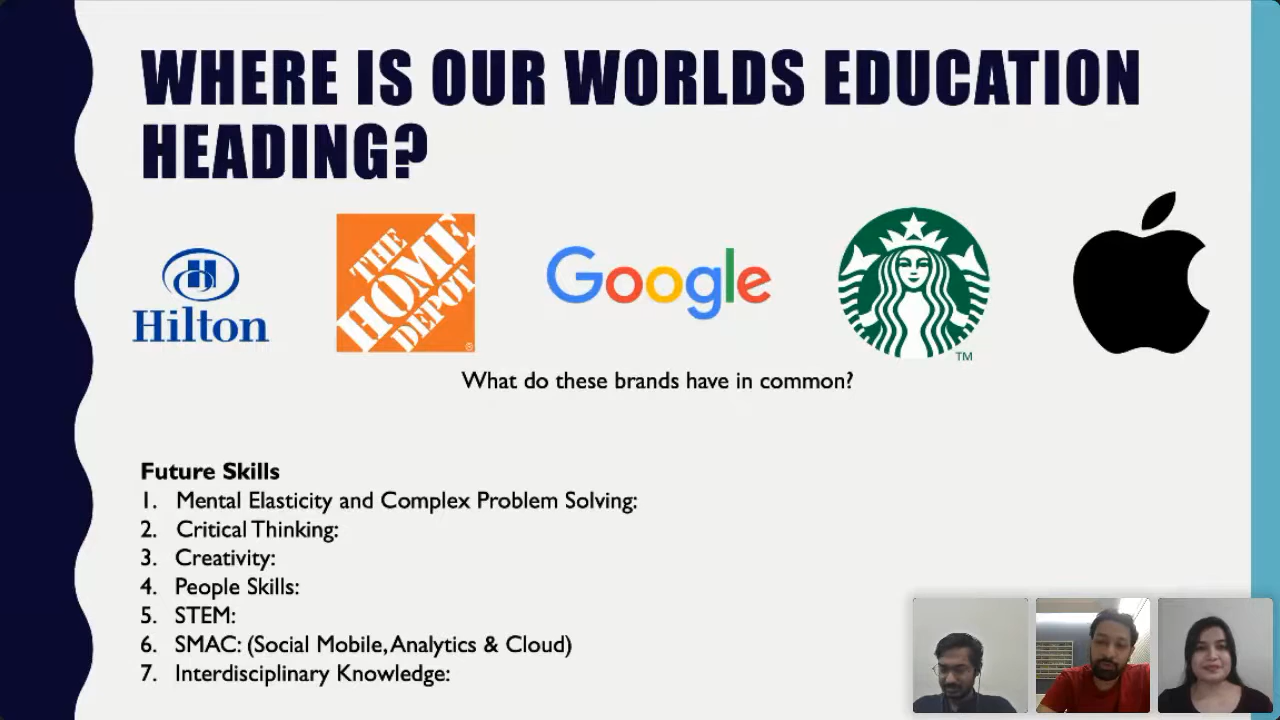 WHERE IS OUR WORLDS EDUCATION
HEADING?
Hilton
THE
HOME
DEPOT
®
Google
TM
What do these brands have in common?
Future Skills
1. Mental Elasticity and Complex Problem Solving:
2. Critical Thinking:
3. Creativity:
4. People Skills:
5. STEM:
6. SMAC: (Social Mobile, Analytics & Cloud)
7. Interdisciplinary Knowledge: